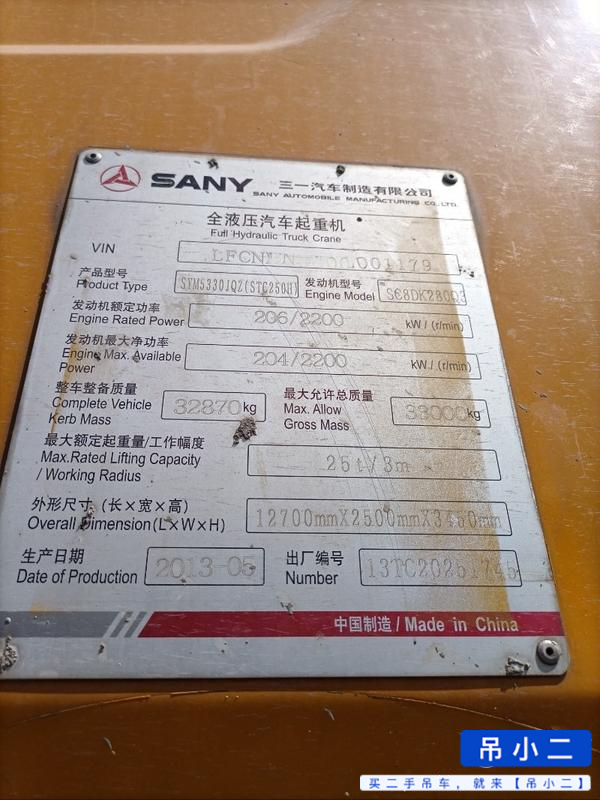 SANY 三一汽车制造有限公司
SANY AUTOMOBILE MANUFACTURING CO.,LTD.
全液压汽车起重机
Full Hydraulic Truck Crane
VIN
产品型号 SYM5330JQZ(STC250H) 发动机型号
Product Type Engine Model SC8DK280Q3
发动机额定功率
Engine Rated Power 206/2200 kW / (r/min)
发动机最大净功率
Engine Max. Available Power 204/2200 kW / (r/min)
整车整备质量 最大允许总质量
Complete Vehicle Kerb Mass 32870 kg Max. Allow Gross Mass 33000 kg
最大额定起重量/工作幅度
Max.Rated Lifting Capacity / Working Radius 25t/3m
外形尺寸（长×宽×高）
Overall Dimension(L×W×H) 12700mmX2500mmX3450mm
生产日期 出厂编号
Date of Production 2013-05 Number
中国制造 / Made in China
吊小二
买二手吊车，就来【吊小二】